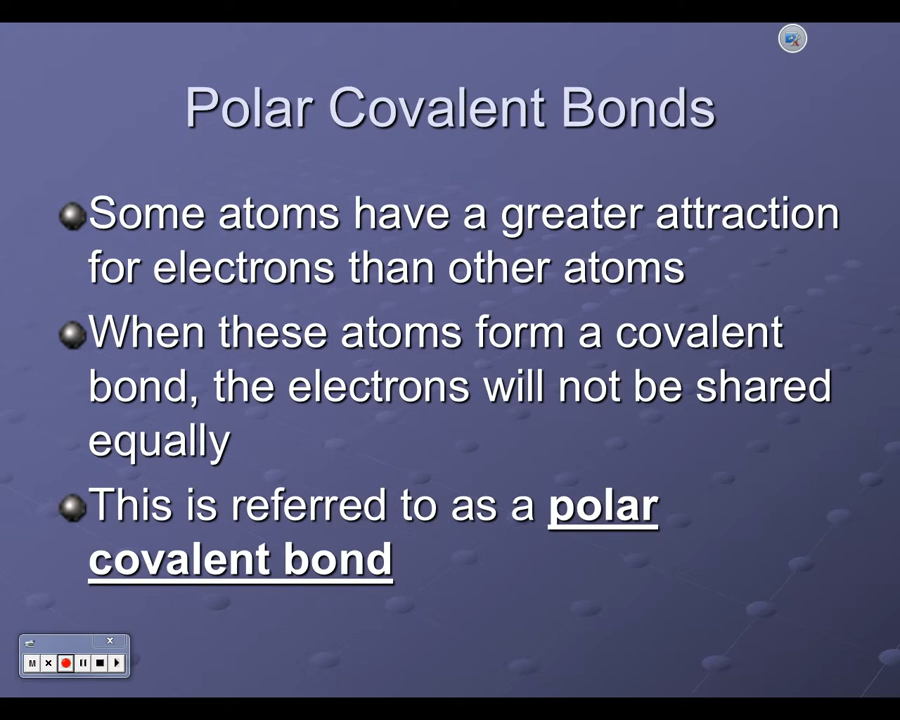 Polar Covalent Bonds
Some atoms have a greater attraction
for electrons than other atoms
When these atoms form a covalent
bond, the electrons will not be shared
equally
This is referred to as a polar
covalent bond
M